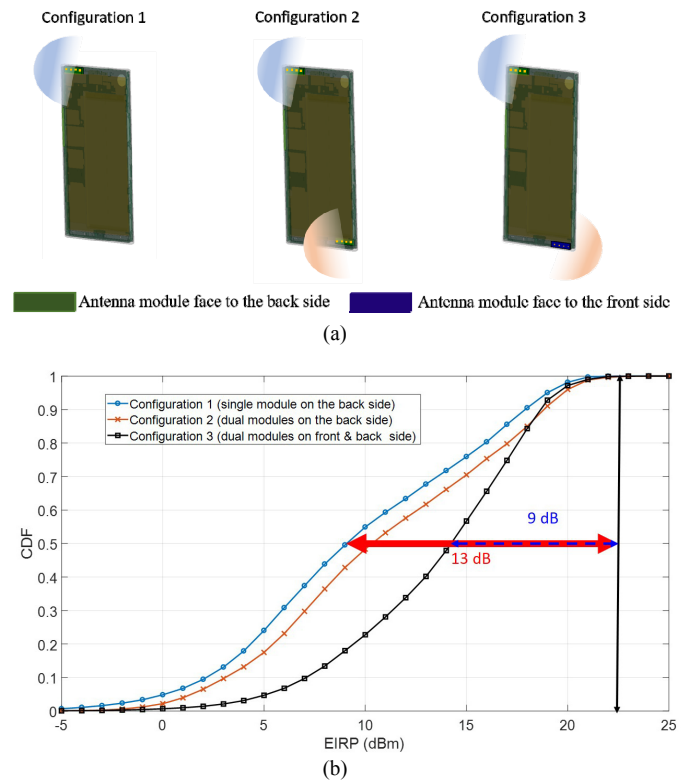 Configuration 1 Configuration 2 Configuration 3
Antenna module face to the back side Antenna module face to the front side
(a)
Configuration 1 (single module on the back side)
Configuration 2 (dual modules on the back side)
Configuration 3 (dual modules on front & back side)
1
0.9
0.8
0.7
0.6
0.5
0.4
0.3
0.2
0.1
0
CDF
9 dB
13 dB
-5 0 5 10 15 20 25
EIRP (dBm)
(b)